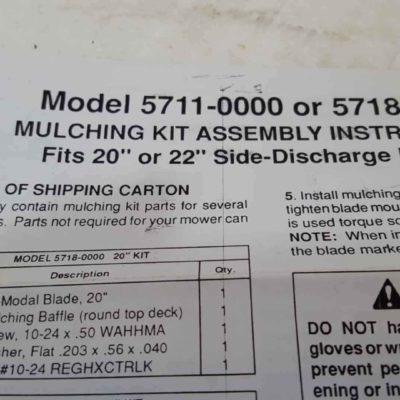 Model 5711-0000 or 5718
MULCHING KIT ASSEMBLY INSTR
Fits 20" or 22" Side-Discharge
OF SHIPPING CARTON
y contain mulching kit parts for several
s. Parts not required for your mower can
MODEL 5718-0000 20" KIT
Description Qty.
-Modal Blade, 20" 1
ching Baffle (round top deck) 1
ew, 10-24 x .50 WAHHMA 1
sher, Flat .203 x .56 x .040 1
#10-24 REGHXCTRLK 1
5. Install mulching
tighten blade mou
is used torque sc
NOTE: When in
the blade marke
DO NOT ha
gloves or w
prevent pe
ening or in